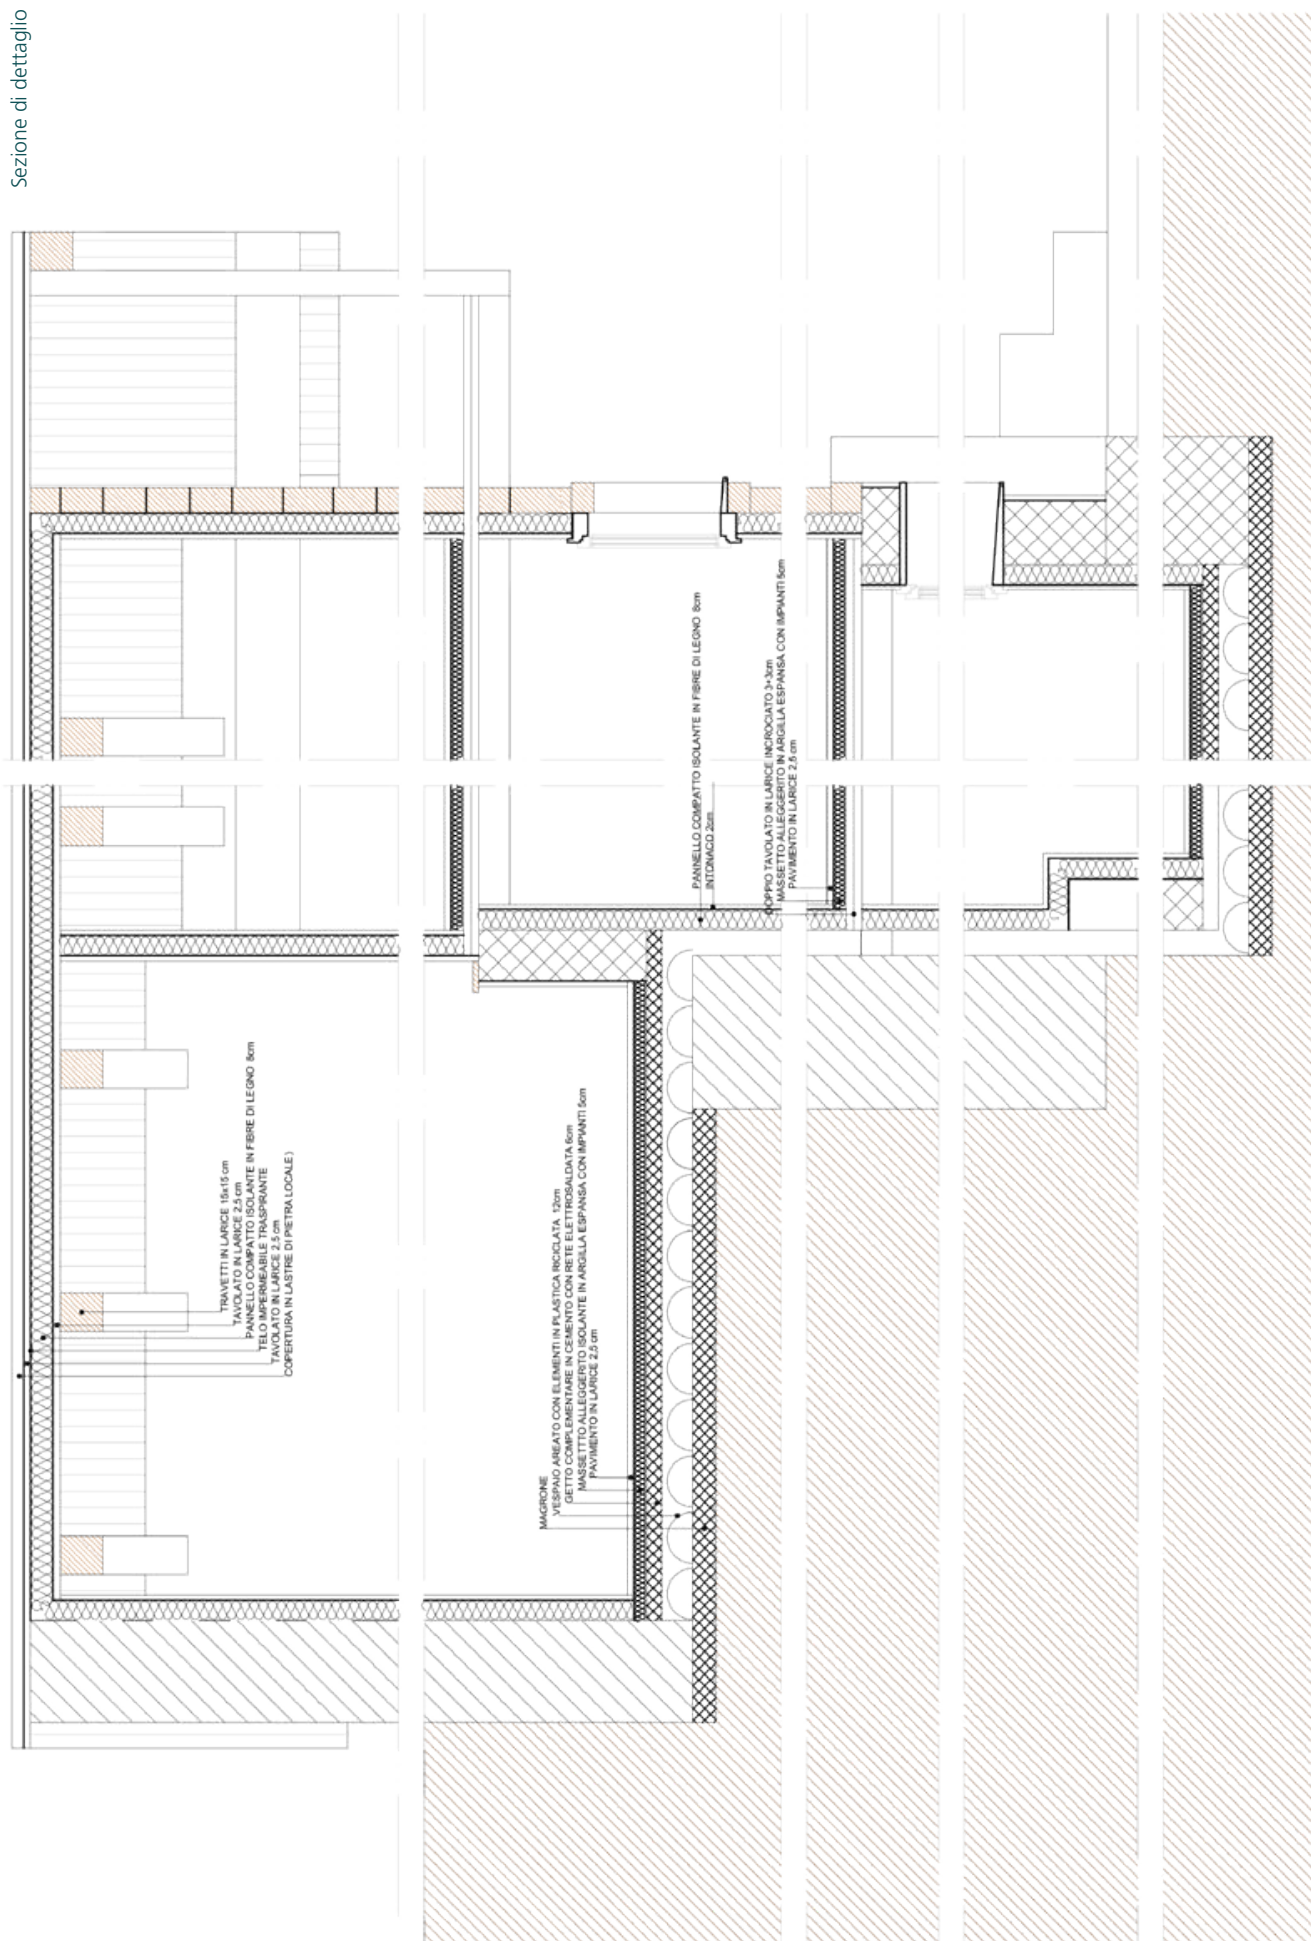 Sezione di dettaglio
TRAVETTI IN LARICE 15x15 cm
TAVOLATO IN LARICE 2,5 cm
PANNELLO COMPATTO ISOLANTE IN FIBRE DI LEGNO 8cm
TELO IMPERMEABILE TRASPIRANTE
TAVOLATO IN LARICE 2,5 cm
COPERTURA IN LASTRE DI PIETRA LOCALE)
MAGRONE
VESPAIO AREATO CON ELEMENTI IN PLASTICA RICICLATA 12cm
GETTO COMPLEMENTARE IN CEMENTO CON RETE ELETTROSALDATA 6cm
MASSETTTO ALLEGGERITO ISOLANTE IN ARGILLA ESPANSA CON IMPIANTI 5cm
PAVIMENTO IN LARICE 2,5 cm
PANNELLO COMPATTO ISOLANTE IN FIBRE DI LEGNO 8cm
INTONACO 2cm
DOPPIO TAVOLATO IN LARICE INCROCIATO 3+3cm
MASSETTO ALLEGGERITO IN ARGILLA ESPANSA CON IMPIANTI 5cm
PAVIMENTO IN LARICE 2,5 cm